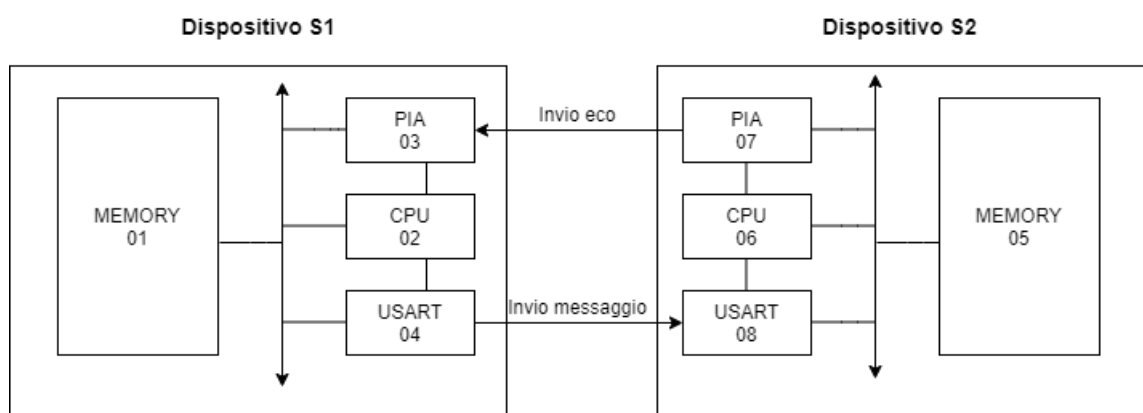 Dispositivo S1
Dispositivo S2
MEMORY
01
PIA
03
CPU
02
USART
04
Invio eco
Invio messaggio
PIA
07
CPU
06
USART
08
MEMORY
05